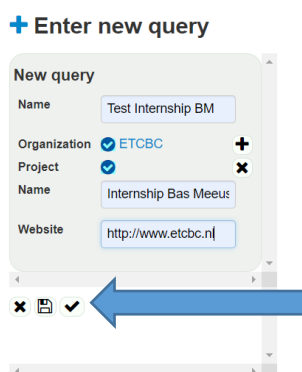 Enter new query
New query
Name Test Internship BM
Organization ETCBC
Project
Name Internship Bas Meeus
Website http://www.etcbc.nl